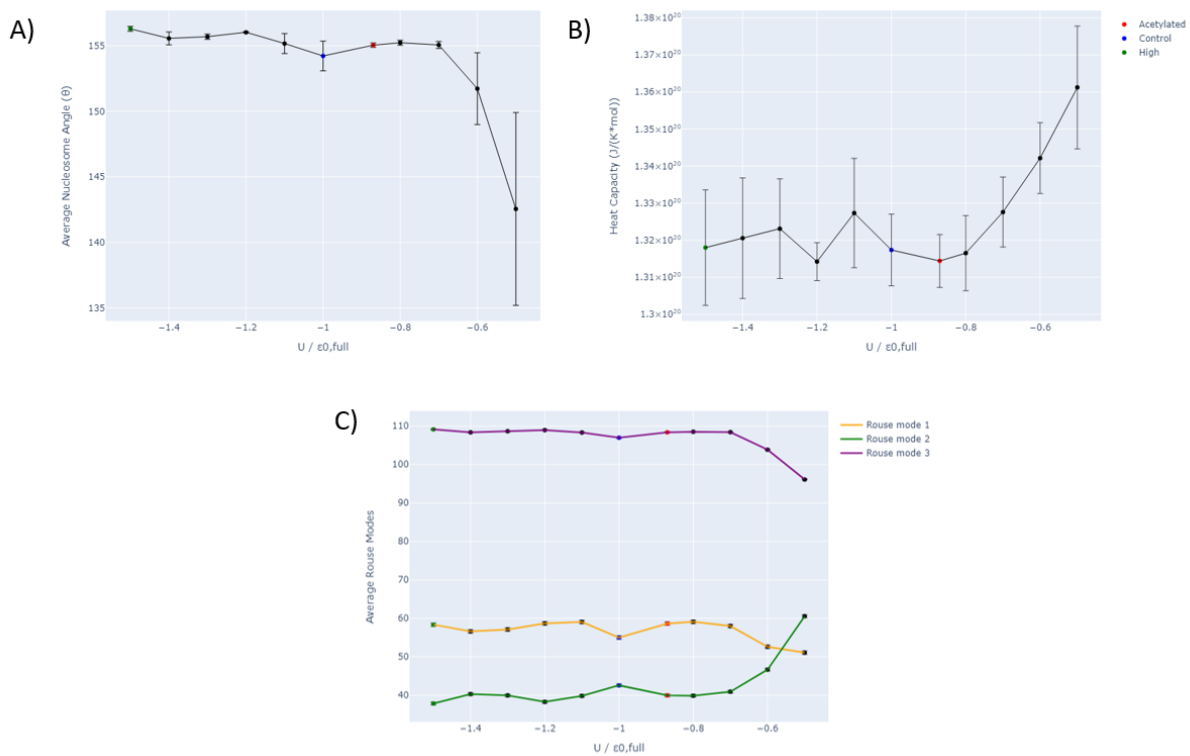 A)
Average Nucleosome Angle (θ)
155
150
145
140
135
−1.4
−1.2
−1
−0.8
−0.6
U / ε0,full
B)
Heat Capacity (J/(K*mol))
1.38×10²⁰
1.37×10²⁰
1.36×10²⁰
1.35×10²⁰
1.34×10²⁰
1.33×10²⁰
1.32×10²⁰
1.31×10²⁰
1.3×10²⁰
−1.4
−1.2
−1
−0.8
−0.6
U / ε0,full
Acetylated
Control
High
C)
Average Rouse Modes
110
100
90
80
70
60
50
40
−1.4
−1.2
−1
−0.8
−0.6
U / ε0,full
Rouse mode 1
Rouse mode 2
Rouse mode 3